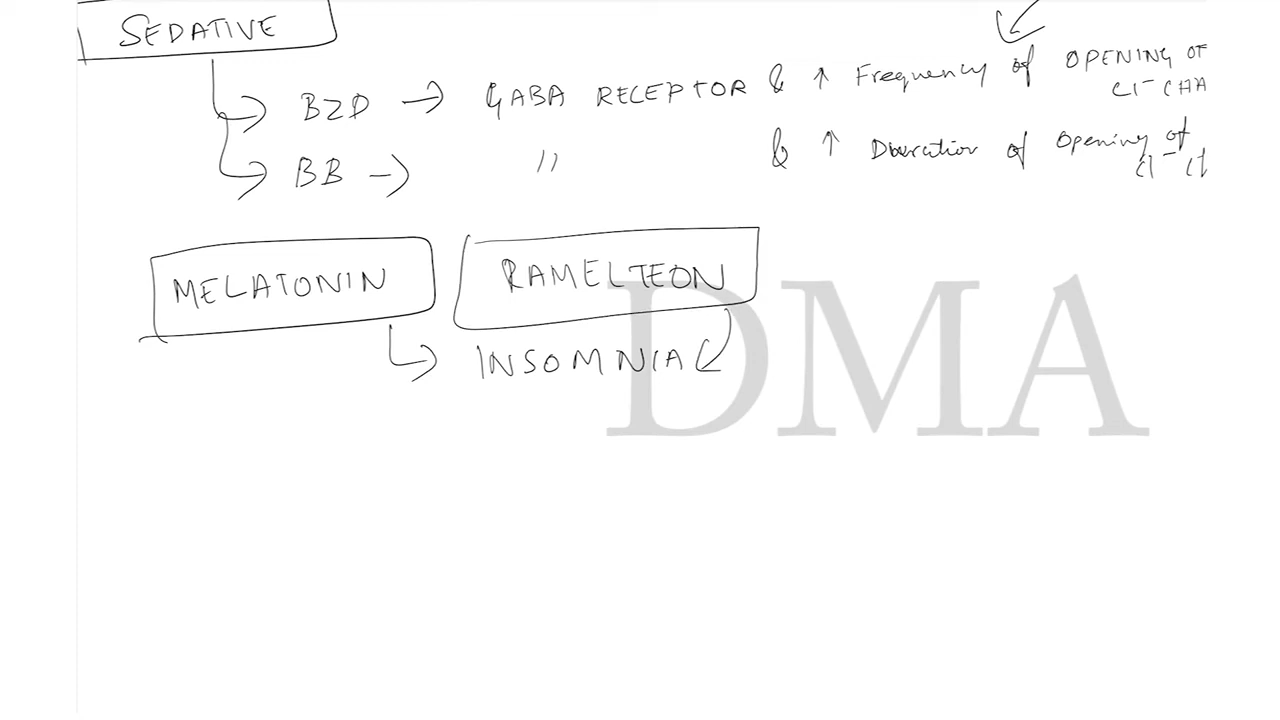 SEDATIVE
BZD → GABA RECEPTOR & ↑ Frequency of OPENING OF
Cl⁻ CHA
BB → " & ↑ Duration of Opening of
Cl⁻
MELATONIN RAMELTEON
INSOMNIA
DMA